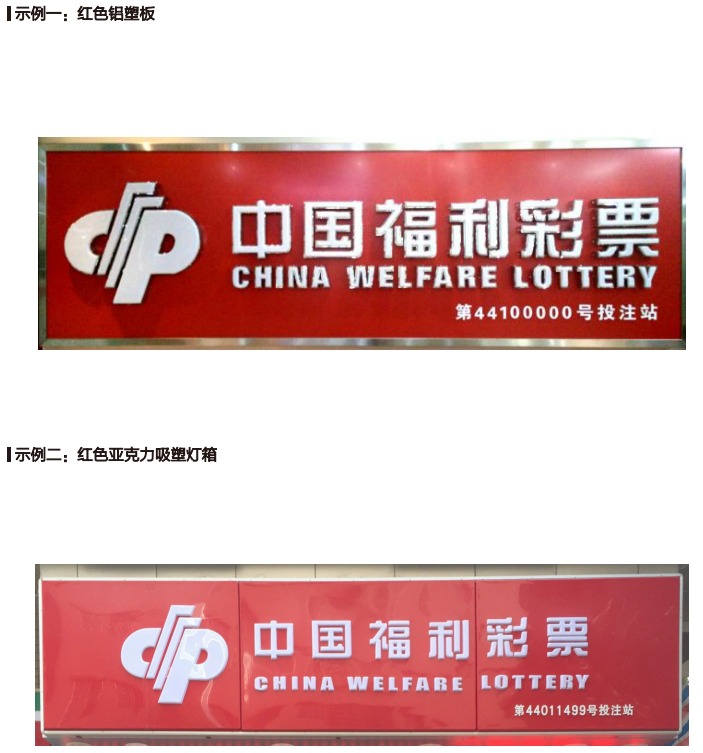 示例一：红色铝塑板
中国福利彩票
CHINA WELFARE LOTTERY
第44100000号投注站
示例二：红色亚克力吸塑灯箱
中国福利彩票
CHINA WELFARE LOTTERY
第44011499号投注站